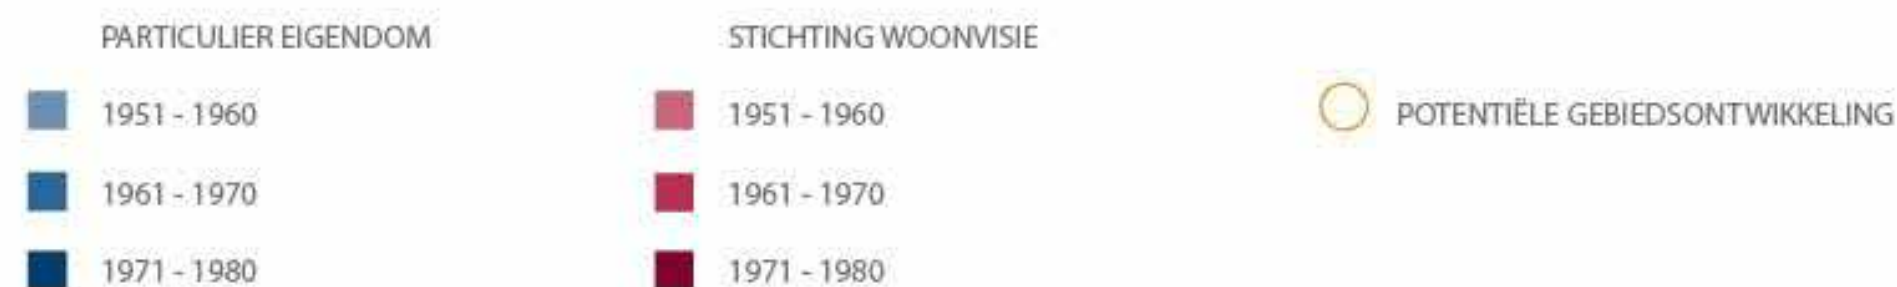 PARTICULIER EIGENDOM
1951 - 1960
1961 - 1970
1971 - 1980
STICHTING WOONVISIE
1951 - 1960
1961 - 1970
1971 - 1980
POTENTIËLE GEBIEDSONTWIKKELING